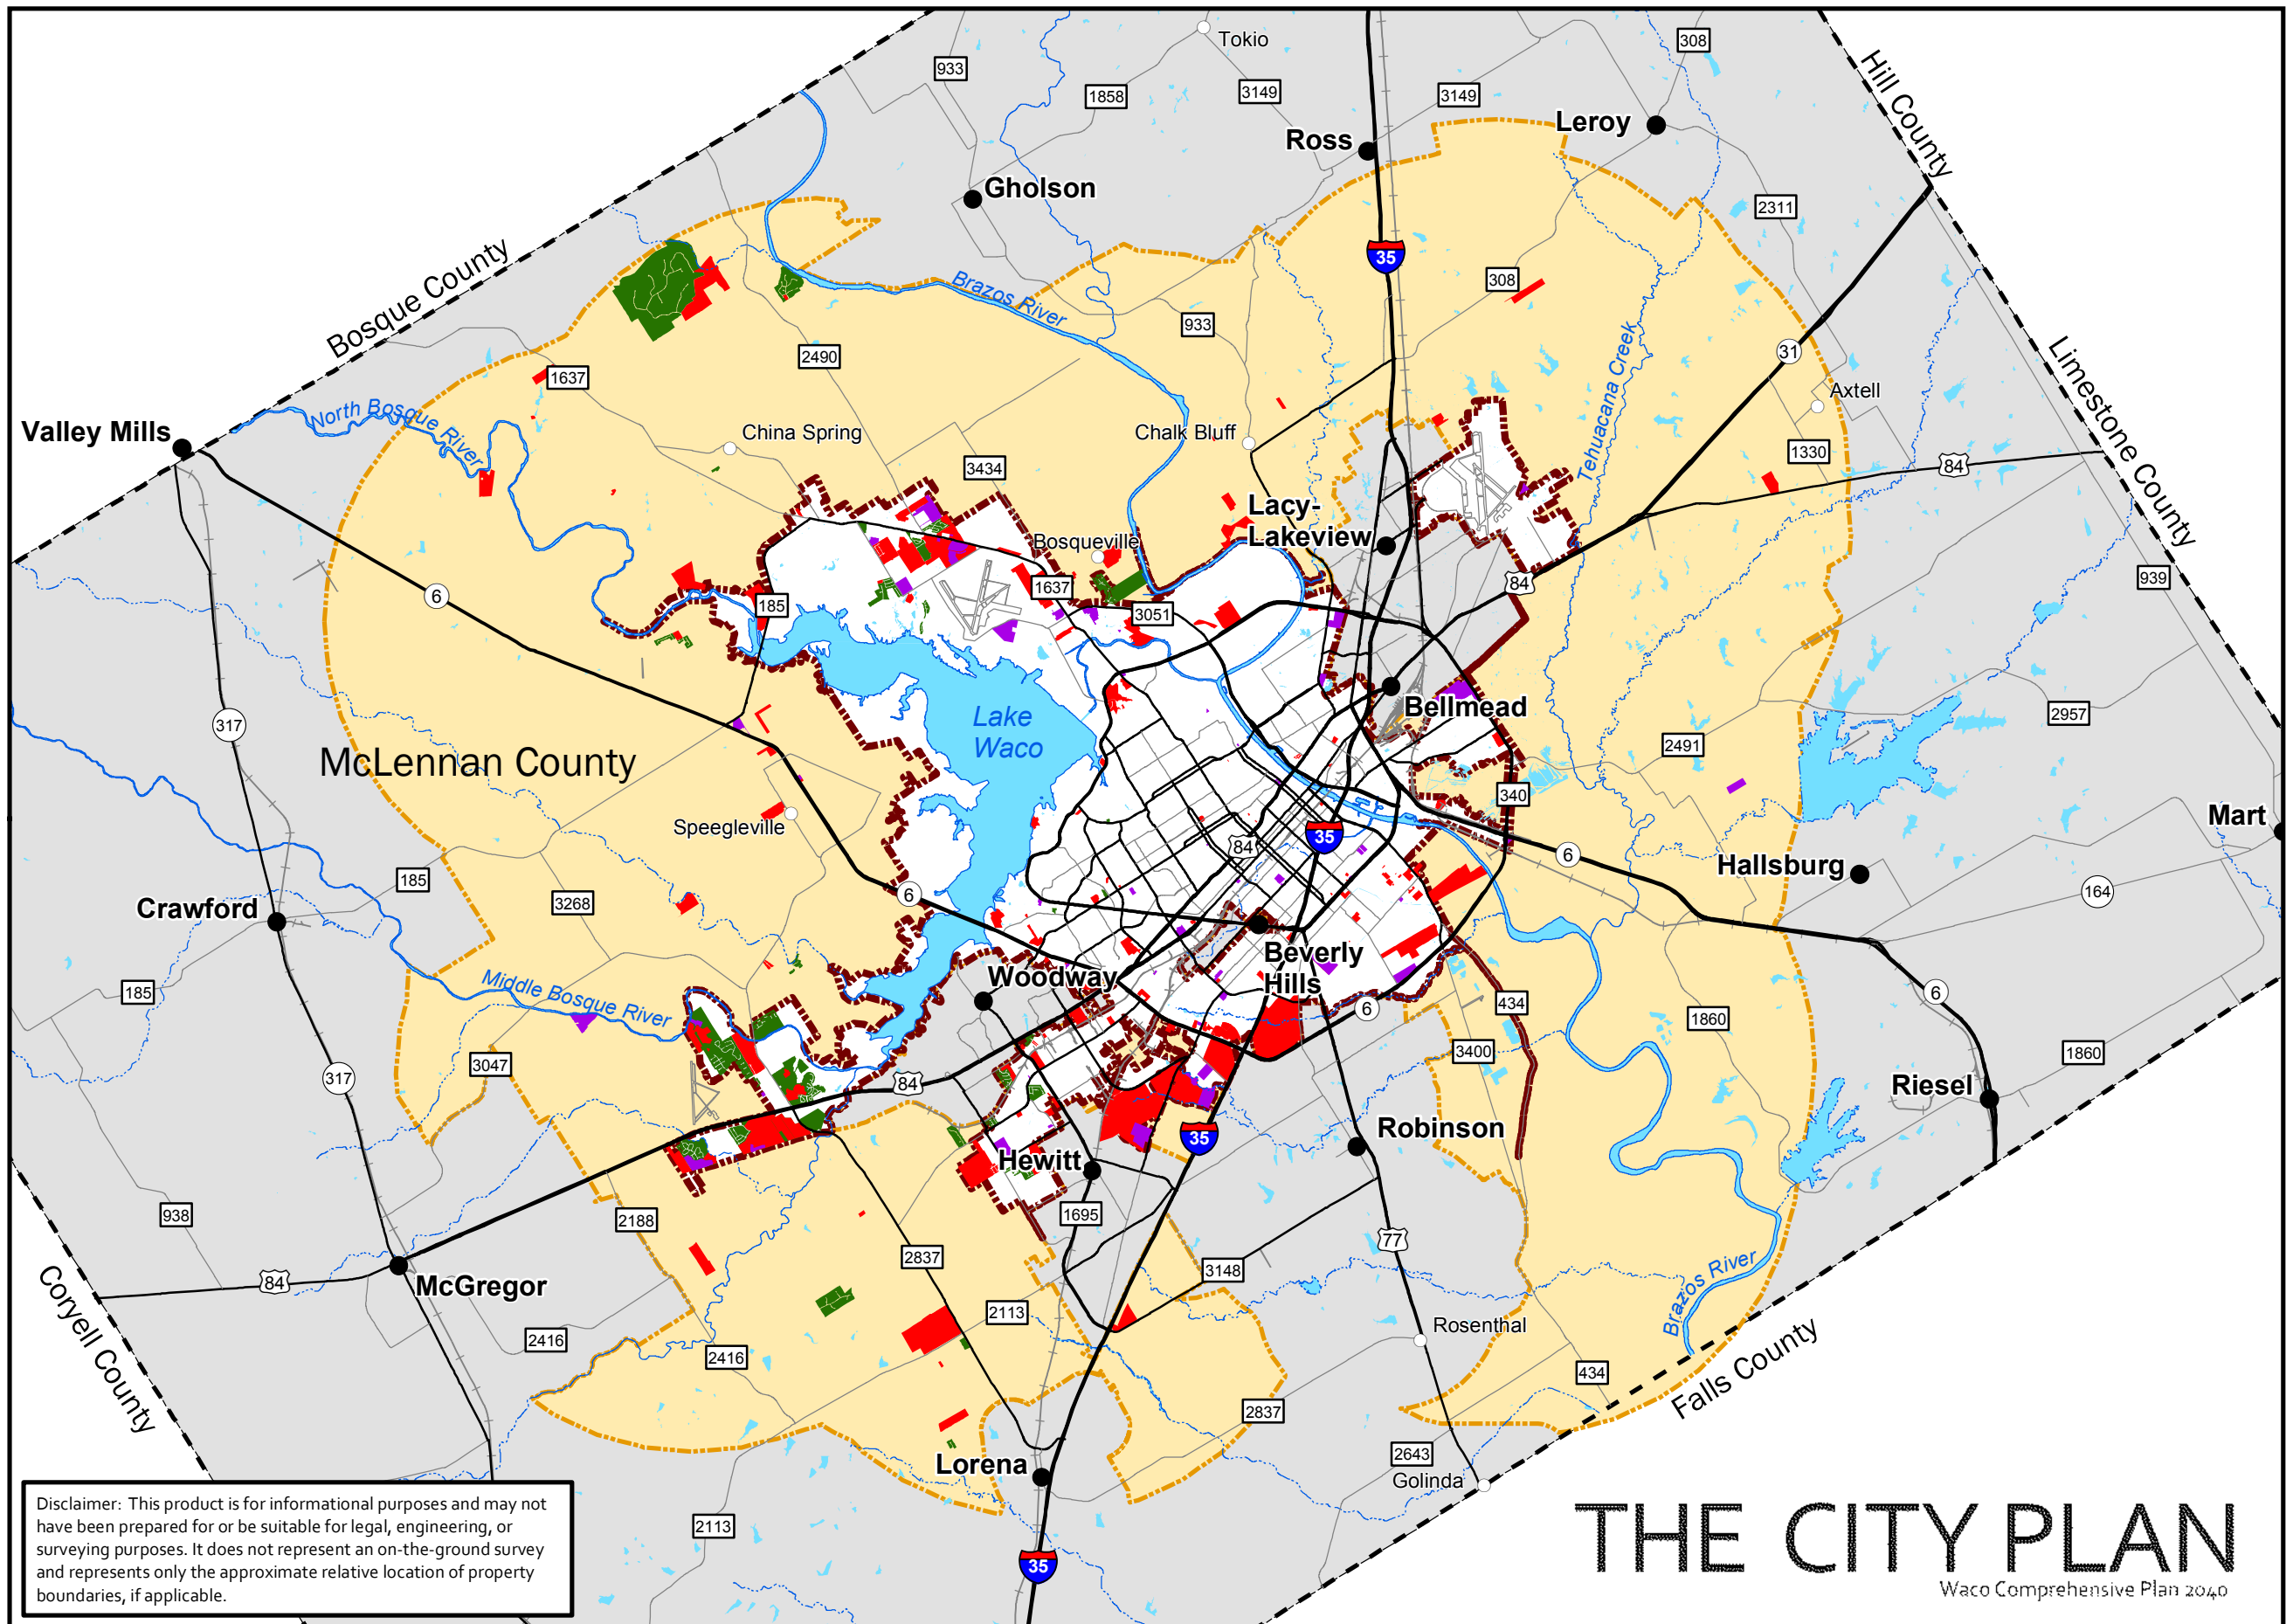 Tokio
308
933
1858
3149
3149
Hill County
Ross
Leroy
Gholson
2311
Bosque County
35
308
Brazos River
933
2490
31
Tehuacana Creek
Limestone County
1637
Axtell
North Bosque River
Valley Mills
China Spring
Chalk Bluff
1330
84
3434
Lacy-
Lakeview
Bosqueville
939
84
6
1637
185
3051
Bellmead
2957
Lake
Waco
317
2491
McLennan County
340
Mart
Speegleville
35
84
6
Hallsburg
185
3268
6
164
Crawford
Beverly
Hills
Woodway
185
Middle Bosque River
6
434
6
1860
3047
3400
1860
317
84
Riesel
35
Robinson
Hewitt
938
2188
1695
77
2837
3148
84
McGregor
Coryell County
2113
Brazos River
2416
Rosenthal
2416
434
Falls County
2837
Lorena
2643
Golinda
2113
35
Disclaimer: This product is for informational purposes and may not
have been prepared for or be suitable for legal, engineering, or
surveying purposes. It does not represent an on-the-ground survey
and represents only the approximate relative location of property
boundaries, if applicable.
THE CITY PLAN
Waco Comprehensive Plan 2040